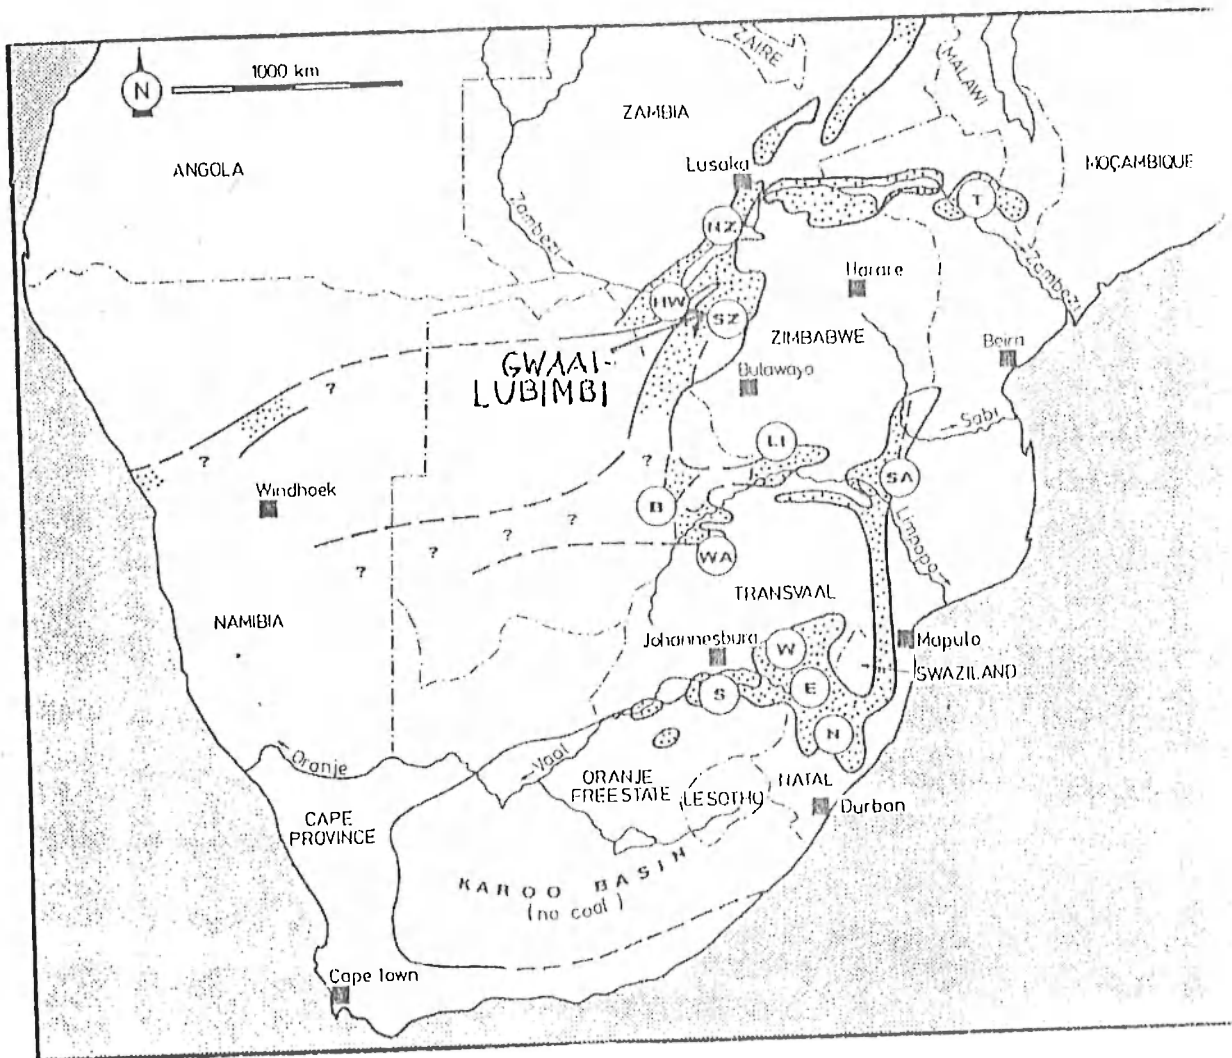 1000 km
N
ZAIRE
MALAWI
ZAMBIA
ANGOLA
Lusaka
MOÇAMBIQUE
T
Zambezi
NZ
Zambezi
Harare
HW
SZ
ZIMBABWE
Beira
GWAAI-
LUBIMBI
Bulawayo
?
Sabi
LI
?
?
SA
Windhoek
B
?
?
?
?
Limpopo
WA
TRANSVAAL
NAMIBIA
Johannesburg
W
Maputo
SWAZILAND
S
E
N
Oranje
Vaal
ORANJE
FREESTATE
NATAL
LESOTHO
Durban
CAPE
PROVINCE
KAROO BASIN
(no coal)
Cape Town